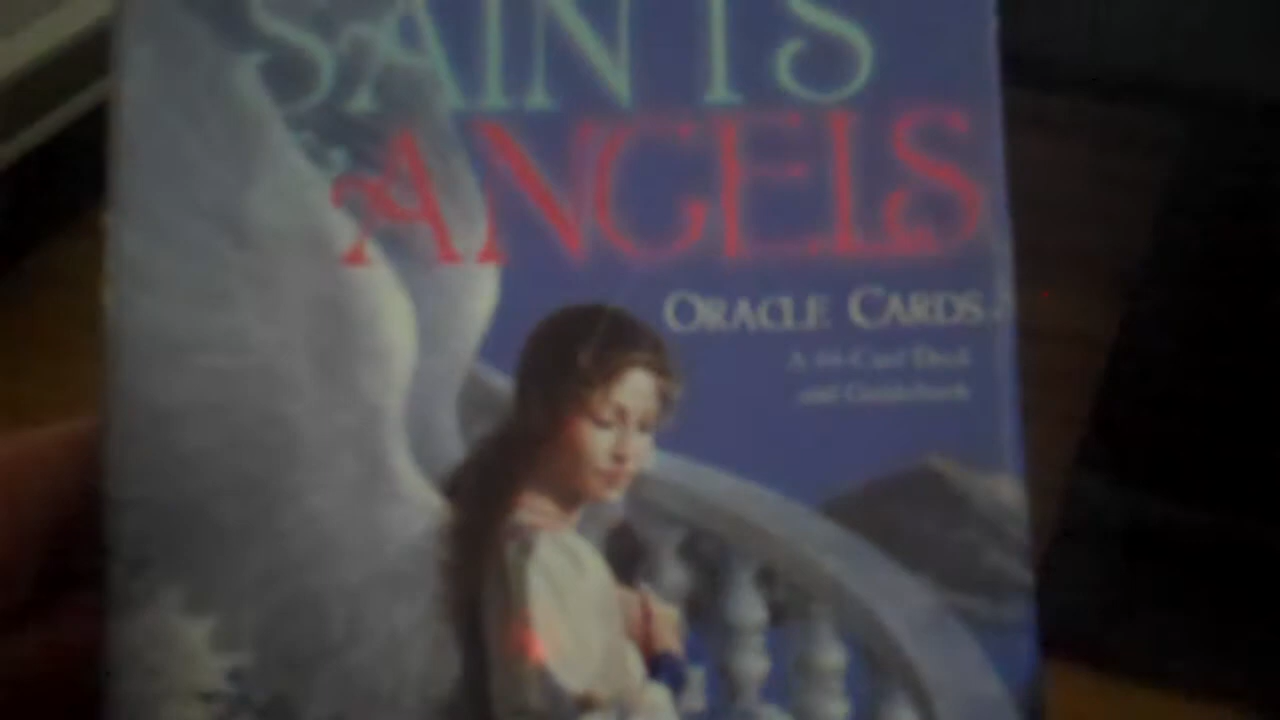 SAINTS
& ANGELS
ORACLE CARDS
A 44-Card Deck
and Guidebook